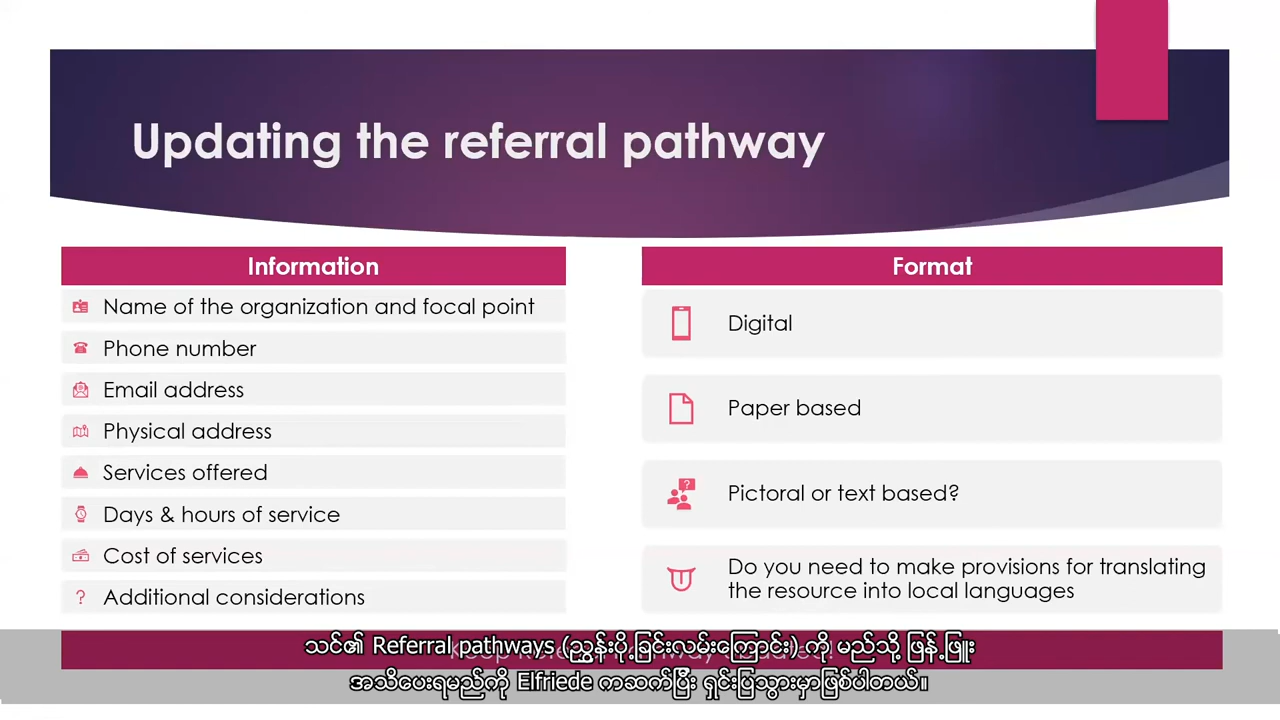 Updating the referral pathway
Information
Name of the organization and focal point
Phone number
Email address
Physical address
Services offered
Days & hours of service
Cost of services
Additional considerations
Format
Digital
Paper based
Pictoral or text based?
Do you need to make provisions for translating
the resource into local languages
သင်၏ Referral pathways (ညွှန်းပို့ခြင်းလမ်းကြောင်း) ကို မည်သို့ ဖြန့်ဖြူး
အသိပေးရမည်ကို Elfriede ကဆက်ပြီး ရှင်းပြသွားမှာဖြစ်ပါတယ်။